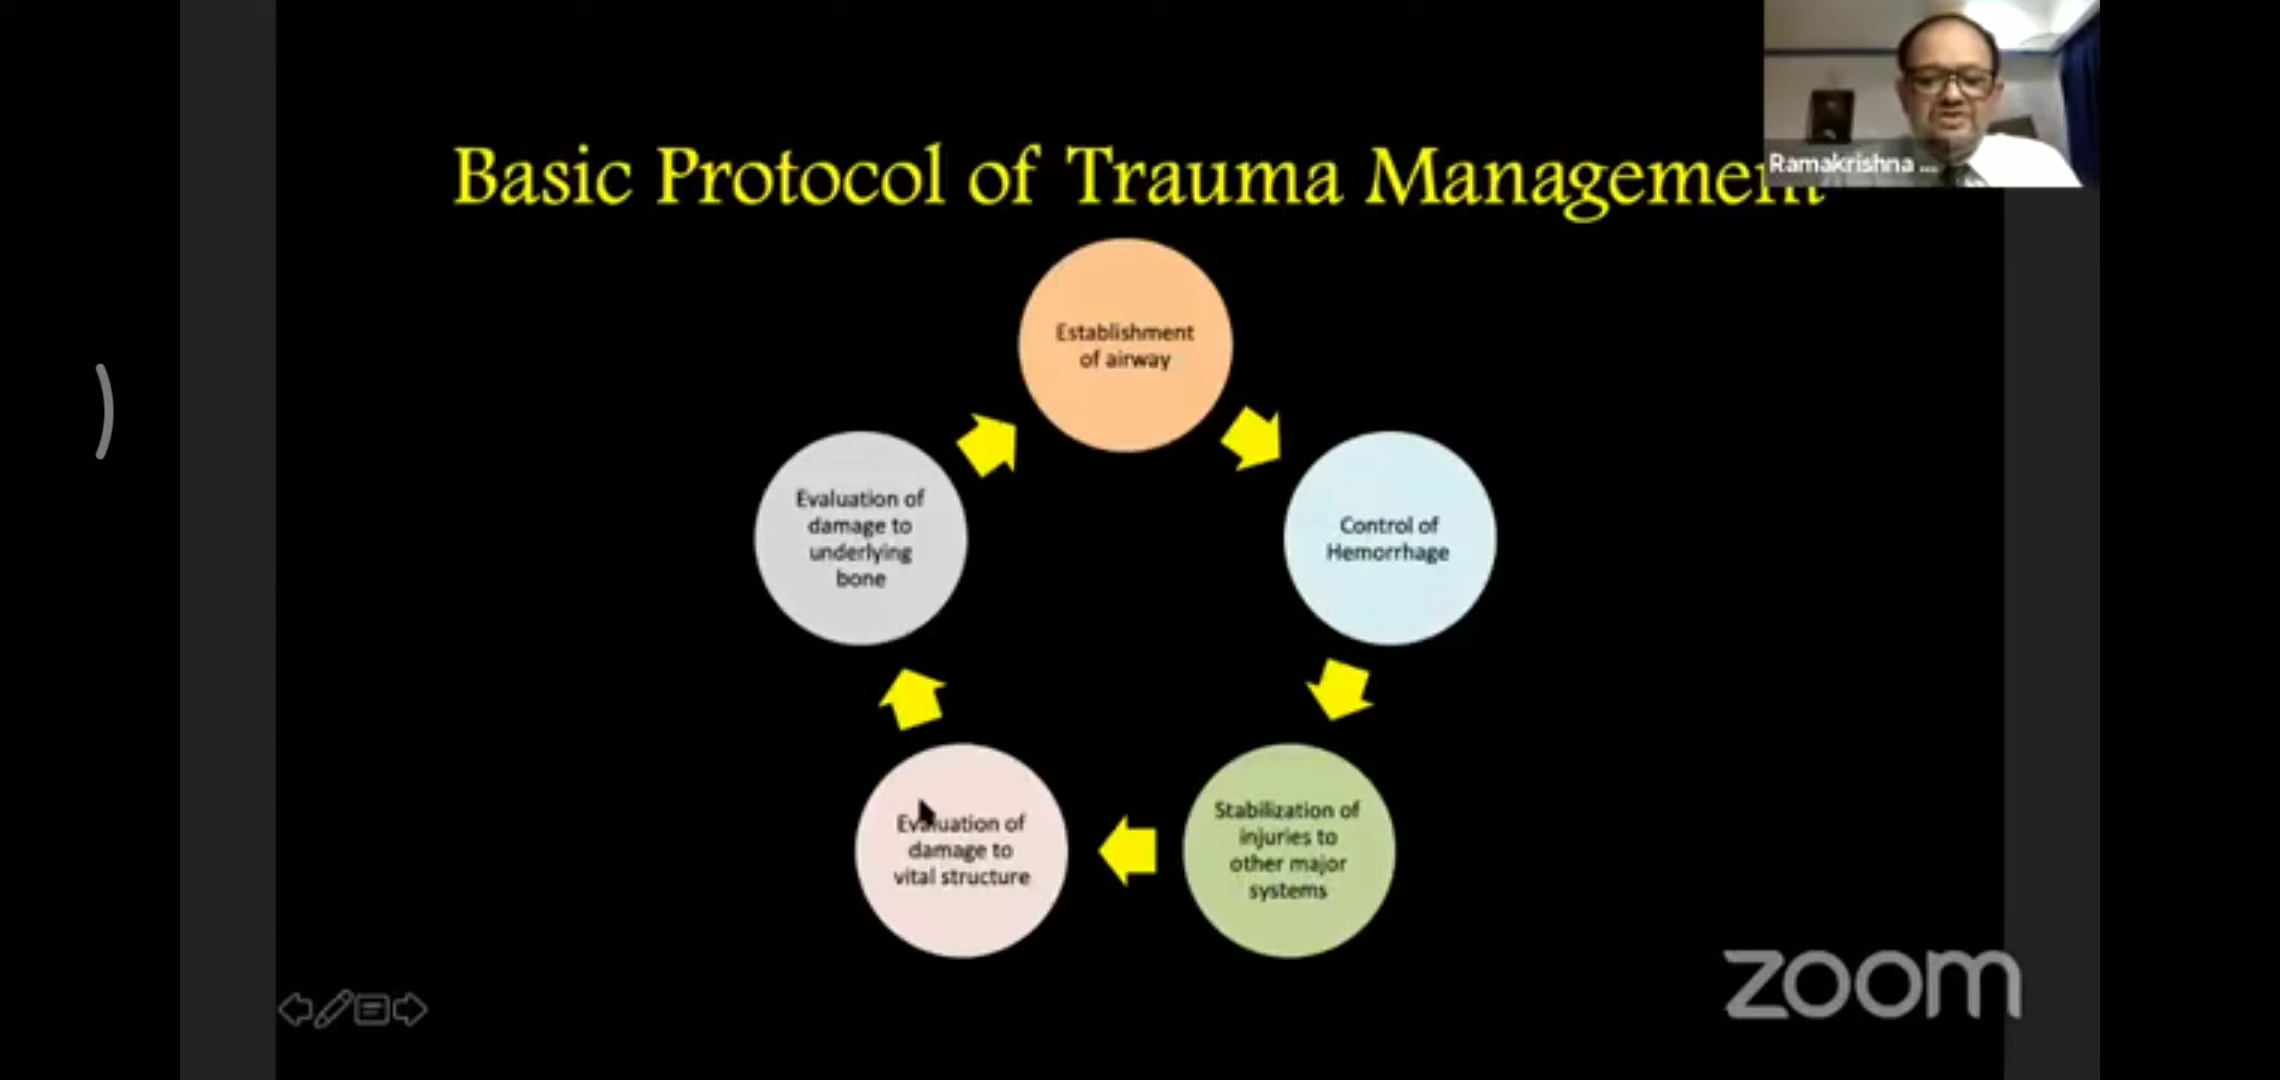 Ramakrishna ...
Basic Protocol of Trauma Management
Establishment
of airway
Control of
Hemorrhage
Stabilization of
injuries to
other major
systems
Evaluation of
damage to
vital structure
Evaluation of
damage to
underlying
bone
zoom